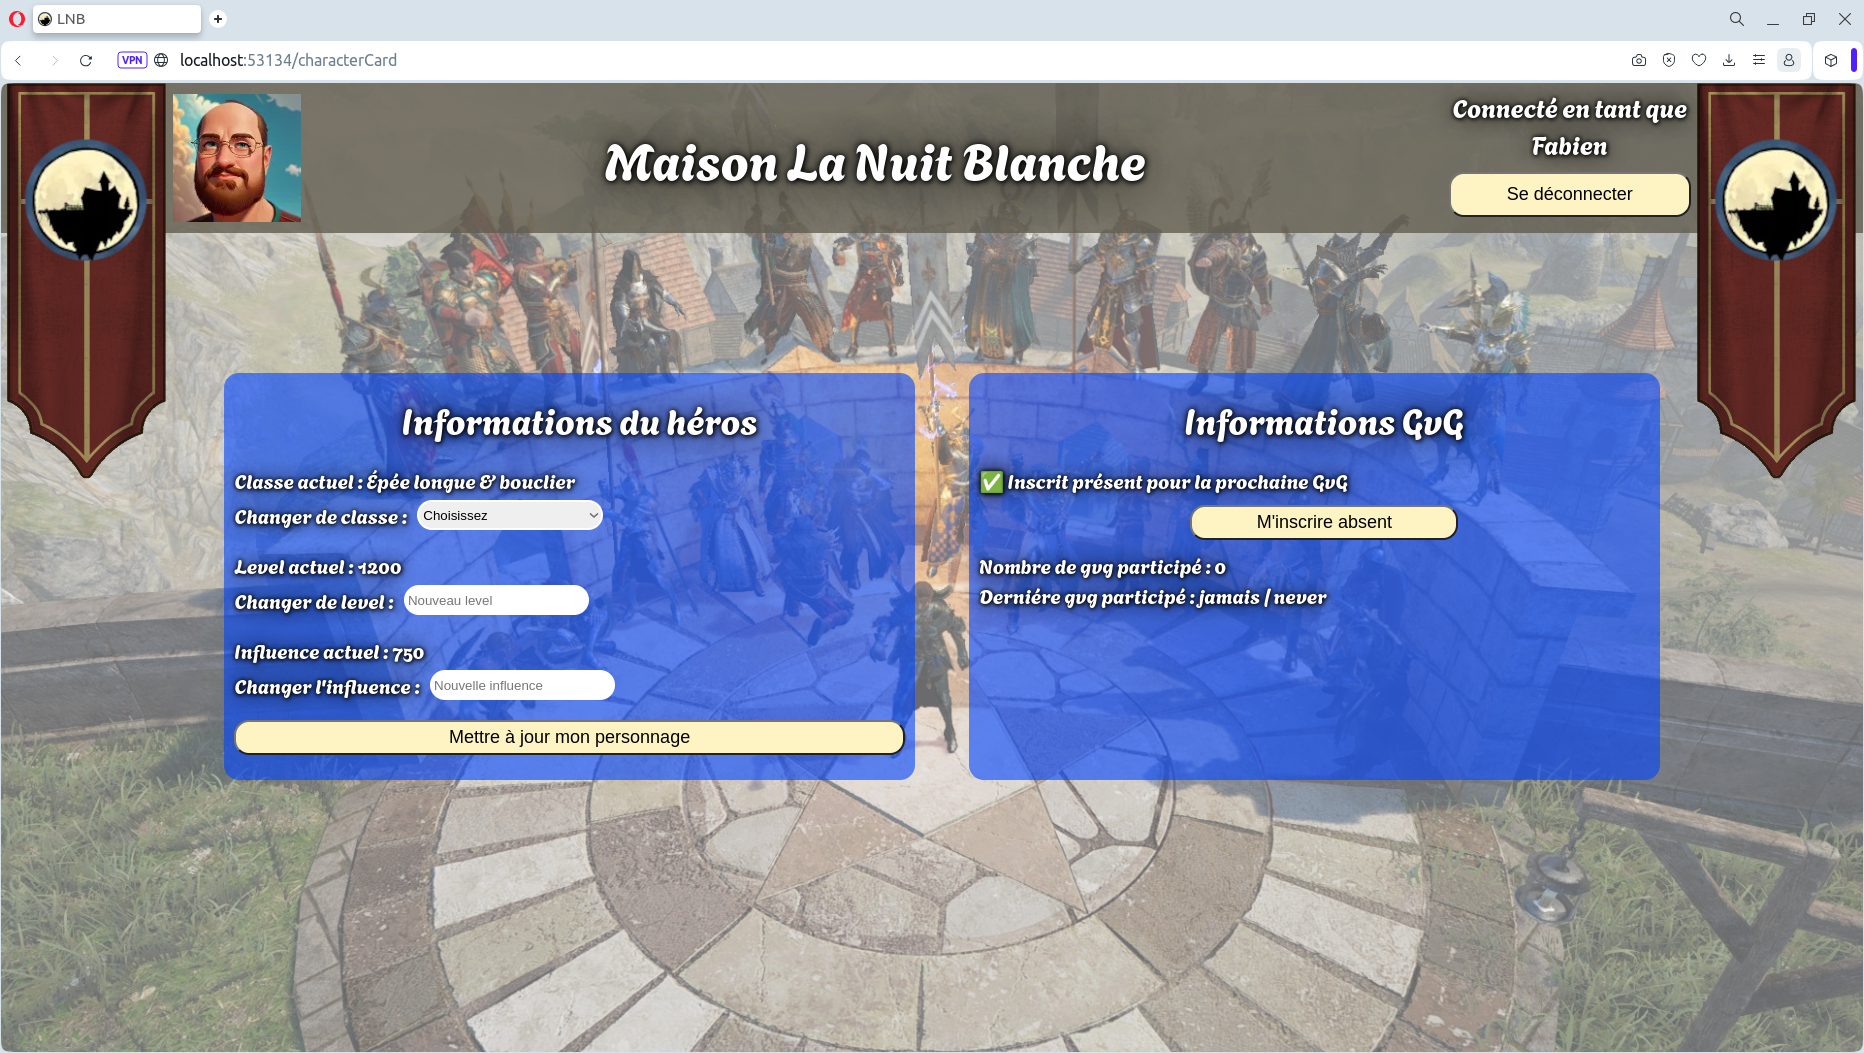 LNB
VPN
localhost:53134/characterCard
Maison La Nuit Blanche
Connecté en tant que
Fabien
Se déconnecter
Informations du héros
Classe actuel : Épée longue & bouclier
Changer de classe : Choisissez
Level actuel : 1200
Changer de level : Nouveau level
Influence actuel : 750
Changer l'influence : Nouvelle influence
Mettre à jour mon personnage
Informations GvG
✅ Inscrit présent pour la prochaine GvG
M'inscrire absent
Nombre de gvg participé : 0
Derniére gvg participé : jamais / never